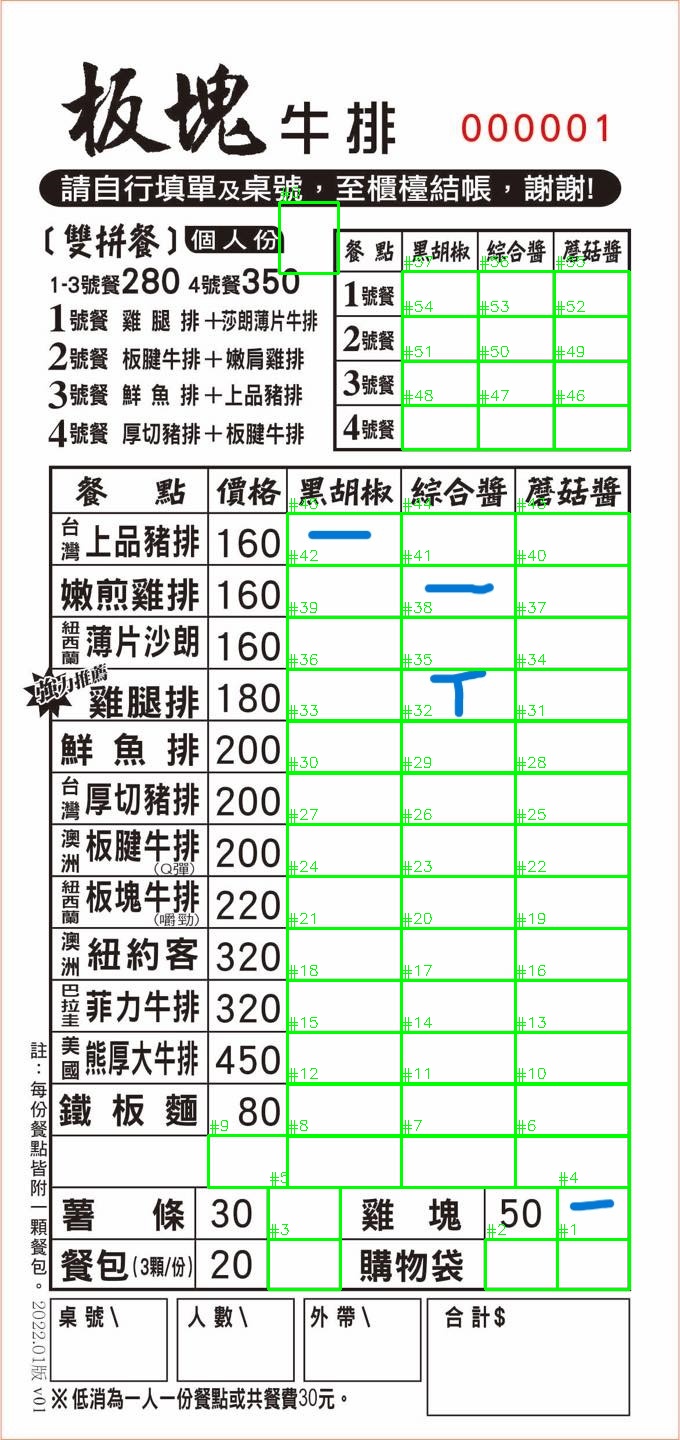 板塊牛排 000001
請自行填單及桌號，至櫃檯結帳，謝謝!
〔雙拼餐〕個人份
1-3號餐280 4號餐350
1號餐 雞腿排＋莎朗薄片牛排
2號餐 板腱牛排＋嫩肩雞排
3號餐 鮮魚排＋上品豬排
4號餐 厚切豬排＋板腱牛排
餐點 黑胡椒 綜合醬 蘑菇醬
#57 #56 #55
1號餐 #54 #53 #52
2號餐 #51 #50 #49
3號餐 #48 #47 #46
4號餐
餐點 價格 黑胡椒 綜合醬 蘑菇醬
台灣 上品豬排 160 一 #42 #41 #40
嫩煎雞排 160 一 #39 #38 #37
紐西蘭 薄片沙朗 160 #36 #35 #34
強力推薦 雞腿排 180 丅 #33 #32 #31
鮮魚排 200 #30 #29 #28
台灣 厚切豬排 200 #27 #26 #25
澳洲 板腱牛排 (Q彈) 200 #24 #23 #22
紐西蘭 板塊牛排 (嚼勁) 220 #21 #20 #19
澳洲 紐約客 320 #18 #17 #16
巴拉圭 菲力牛排 320 #15 #14 #13
美國 熊厚大牛排 450 #12 #11 #10
鐵板麵 80 #9 #8 #7 #6
#5 #4
薯條 30 #3 雞塊 50 一 #2 #1
餐包(3顆/份) 20 購物袋
桌號\ 人數\ 外帶\ 合計$
※低消為一人一份餐點或共餐費30元。
註：每份餐點皆附一顆餐包。2022.01版 v01